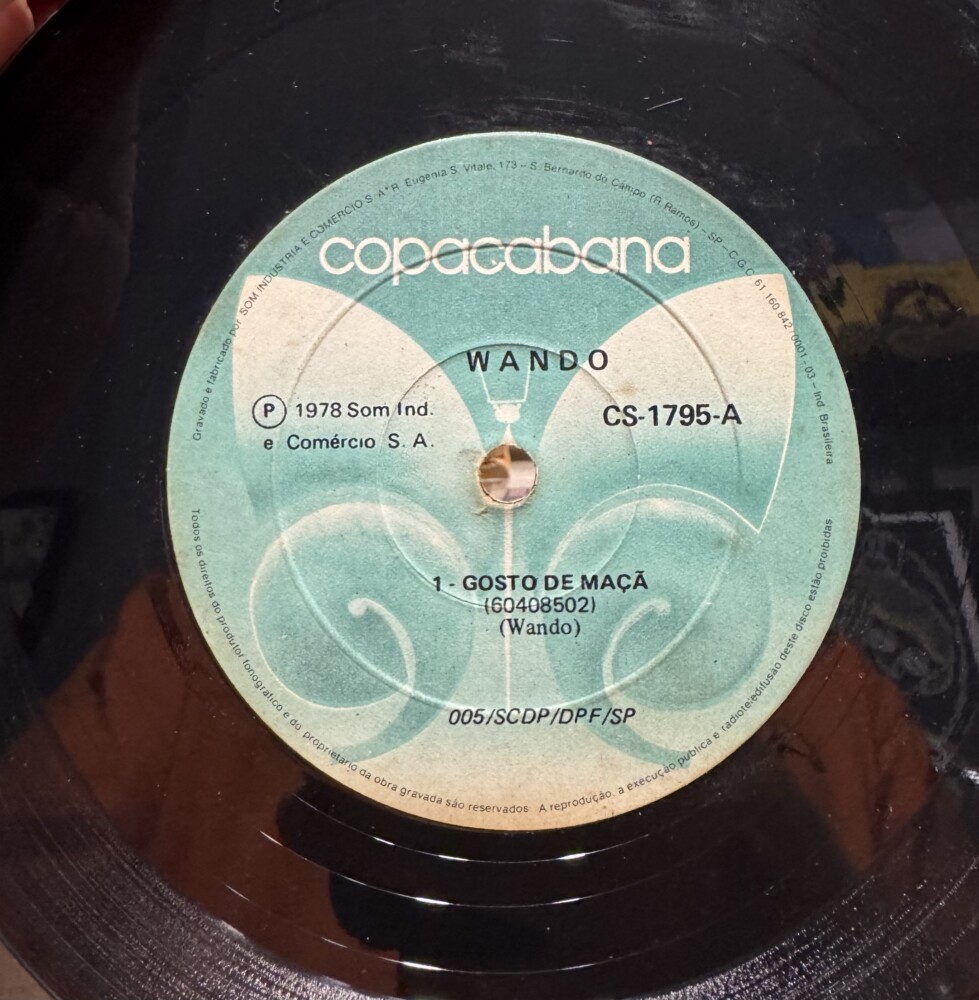 Gravado e fabricado por SOM INDÚSTRIA E COMÉRCIO S. A. * R. Eugenia S. Vitale, 173 – S. Bernardo do Campo (R. Ramos) – SP – C.G.C. 61 160 842/0001 - 03 – Ind. Brasileira
copacabana
WANDO
P 1978 Som Ind.
e Comércio S. A.
CS-1795-A
1 - GOSTO DE MAÇÃ
(60408502)
(Wando)
005/SCDP/DPF/SP
Todos os direitos do produtor fonográfico e do proprietário da obra gravada são reservados. A reprodução, a execução pública e radioteledifusão deste disco estão proibidas